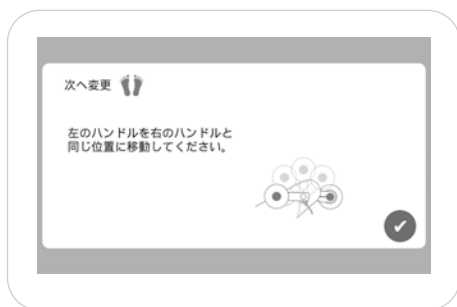 次へ変更
左のハンドルを右のハンドルと
同じ位置に移動してください。